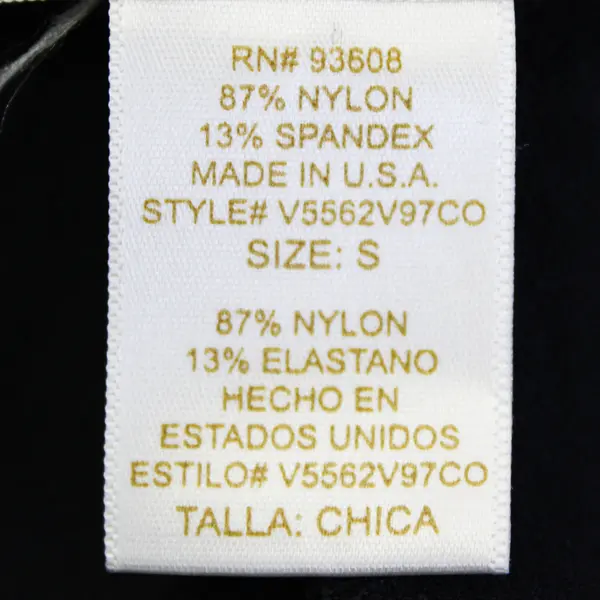 RN# 93608
87% NYLON
13% SPANDEX
MADE IN U.S.A.
STYLE# V5562V97CO
SIZE: S
87% NYLON
13% ELASTANO
HECHO EN
ESTADOS UNIDOS
ESTILO# V5562V97CO
TALLA: CHICA